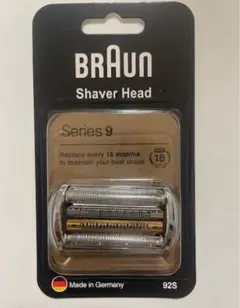 BRAUN
Shaver Head
Series 9
Replace every 18 months
to maintain your best shave.
18
Made in Germany
92S